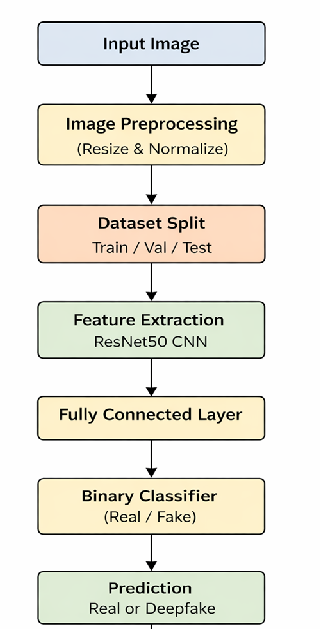 Input Image
Image Preprocessing
(Resize & Normalize)
Dataset Split
Train / Val / Test
Feature Extraction
ResNet50 CNN
Fully Connected Layer
Binary Classifier
(Real / Fake)
Prediction
Real or Deepfake